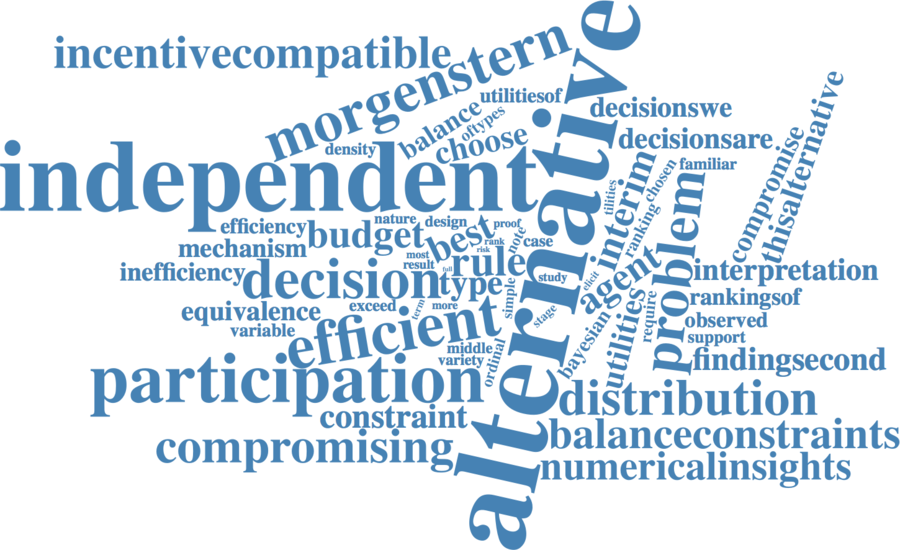 incentivecompatible
morgenstern
alternative
utilitiesof
decisionswe
balance
oftypes
choose
decisionsare
density
independent
interim
chosen
familiar
compromise
thisalternative
tilities
ranking
problem
efficiency
nature
design
proof
budget
best
rank
note
case
mechanism
most
risk
rule
agent
inefficiency
result
full
study
elicit
interpretation
decision
type
equivalence
exceed
term
more
simple
stage
utilities
require
rankingsof
variable
efficient
observed
support
middle
variety
ordinal
bayesian
findingsecond
participation
distribution
constraint
compromising
balanceconstraints
numericalinsights